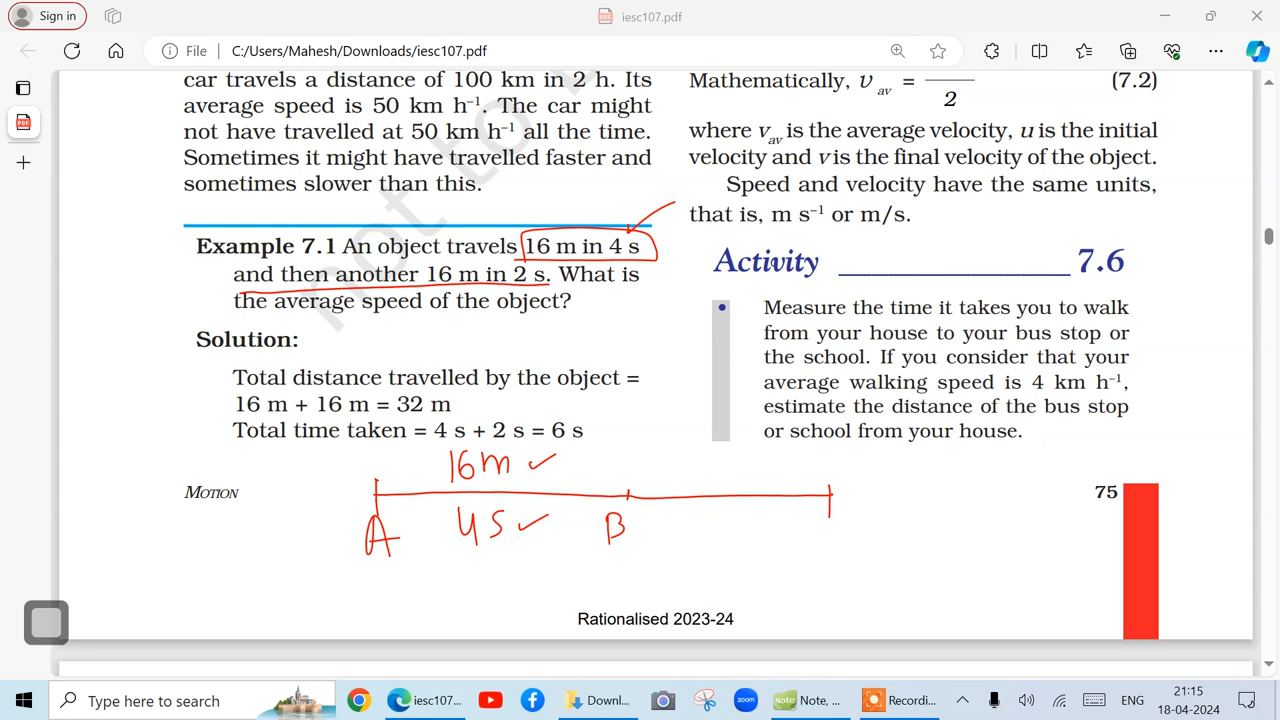 Sign in
iesc107.pdf
File
C:/Users/Mahesh/Downloads/iesc107.pdf
car travels a distance of 100 km in 2 h. Its
average speed is 50 km h⁻¹. The car might
not have travelled at 50 km h⁻¹ all the time.
Sometimes it might have travelled faster and
sometimes slower than this.
Example 7.1 An object travels 16 m in 4 s
and then another 16 m in 2 s. What is
the average speed of the object?
Solution:
Total distance travelled by the object =
16 m + 16 m = 32 m
Total time taken = 4 s + 2 s = 6 s
16m
4s
A
B
MOTION
Mathematically, v av = 2 (7.2)
where vav is the average velocity, u is the initial
velocity and v is the final velocity of the object.
Speed and velocity have the same units,
that is, m s⁻¹ or m/s.
Activity ________________ 7.6
• Measure the time it takes you to walk
from your house to your bus stop or
the school. If you consider that your
average walking speed is 4 km h⁻¹,
estimate the distance of the bus stop
or school from your house.
75
Rationalised 2023-24
not to
Type here to search
iesc107.pdf
Downl...
zoom
Note
Note, ...
Recordi...
ENG
21:15
18-04-2024